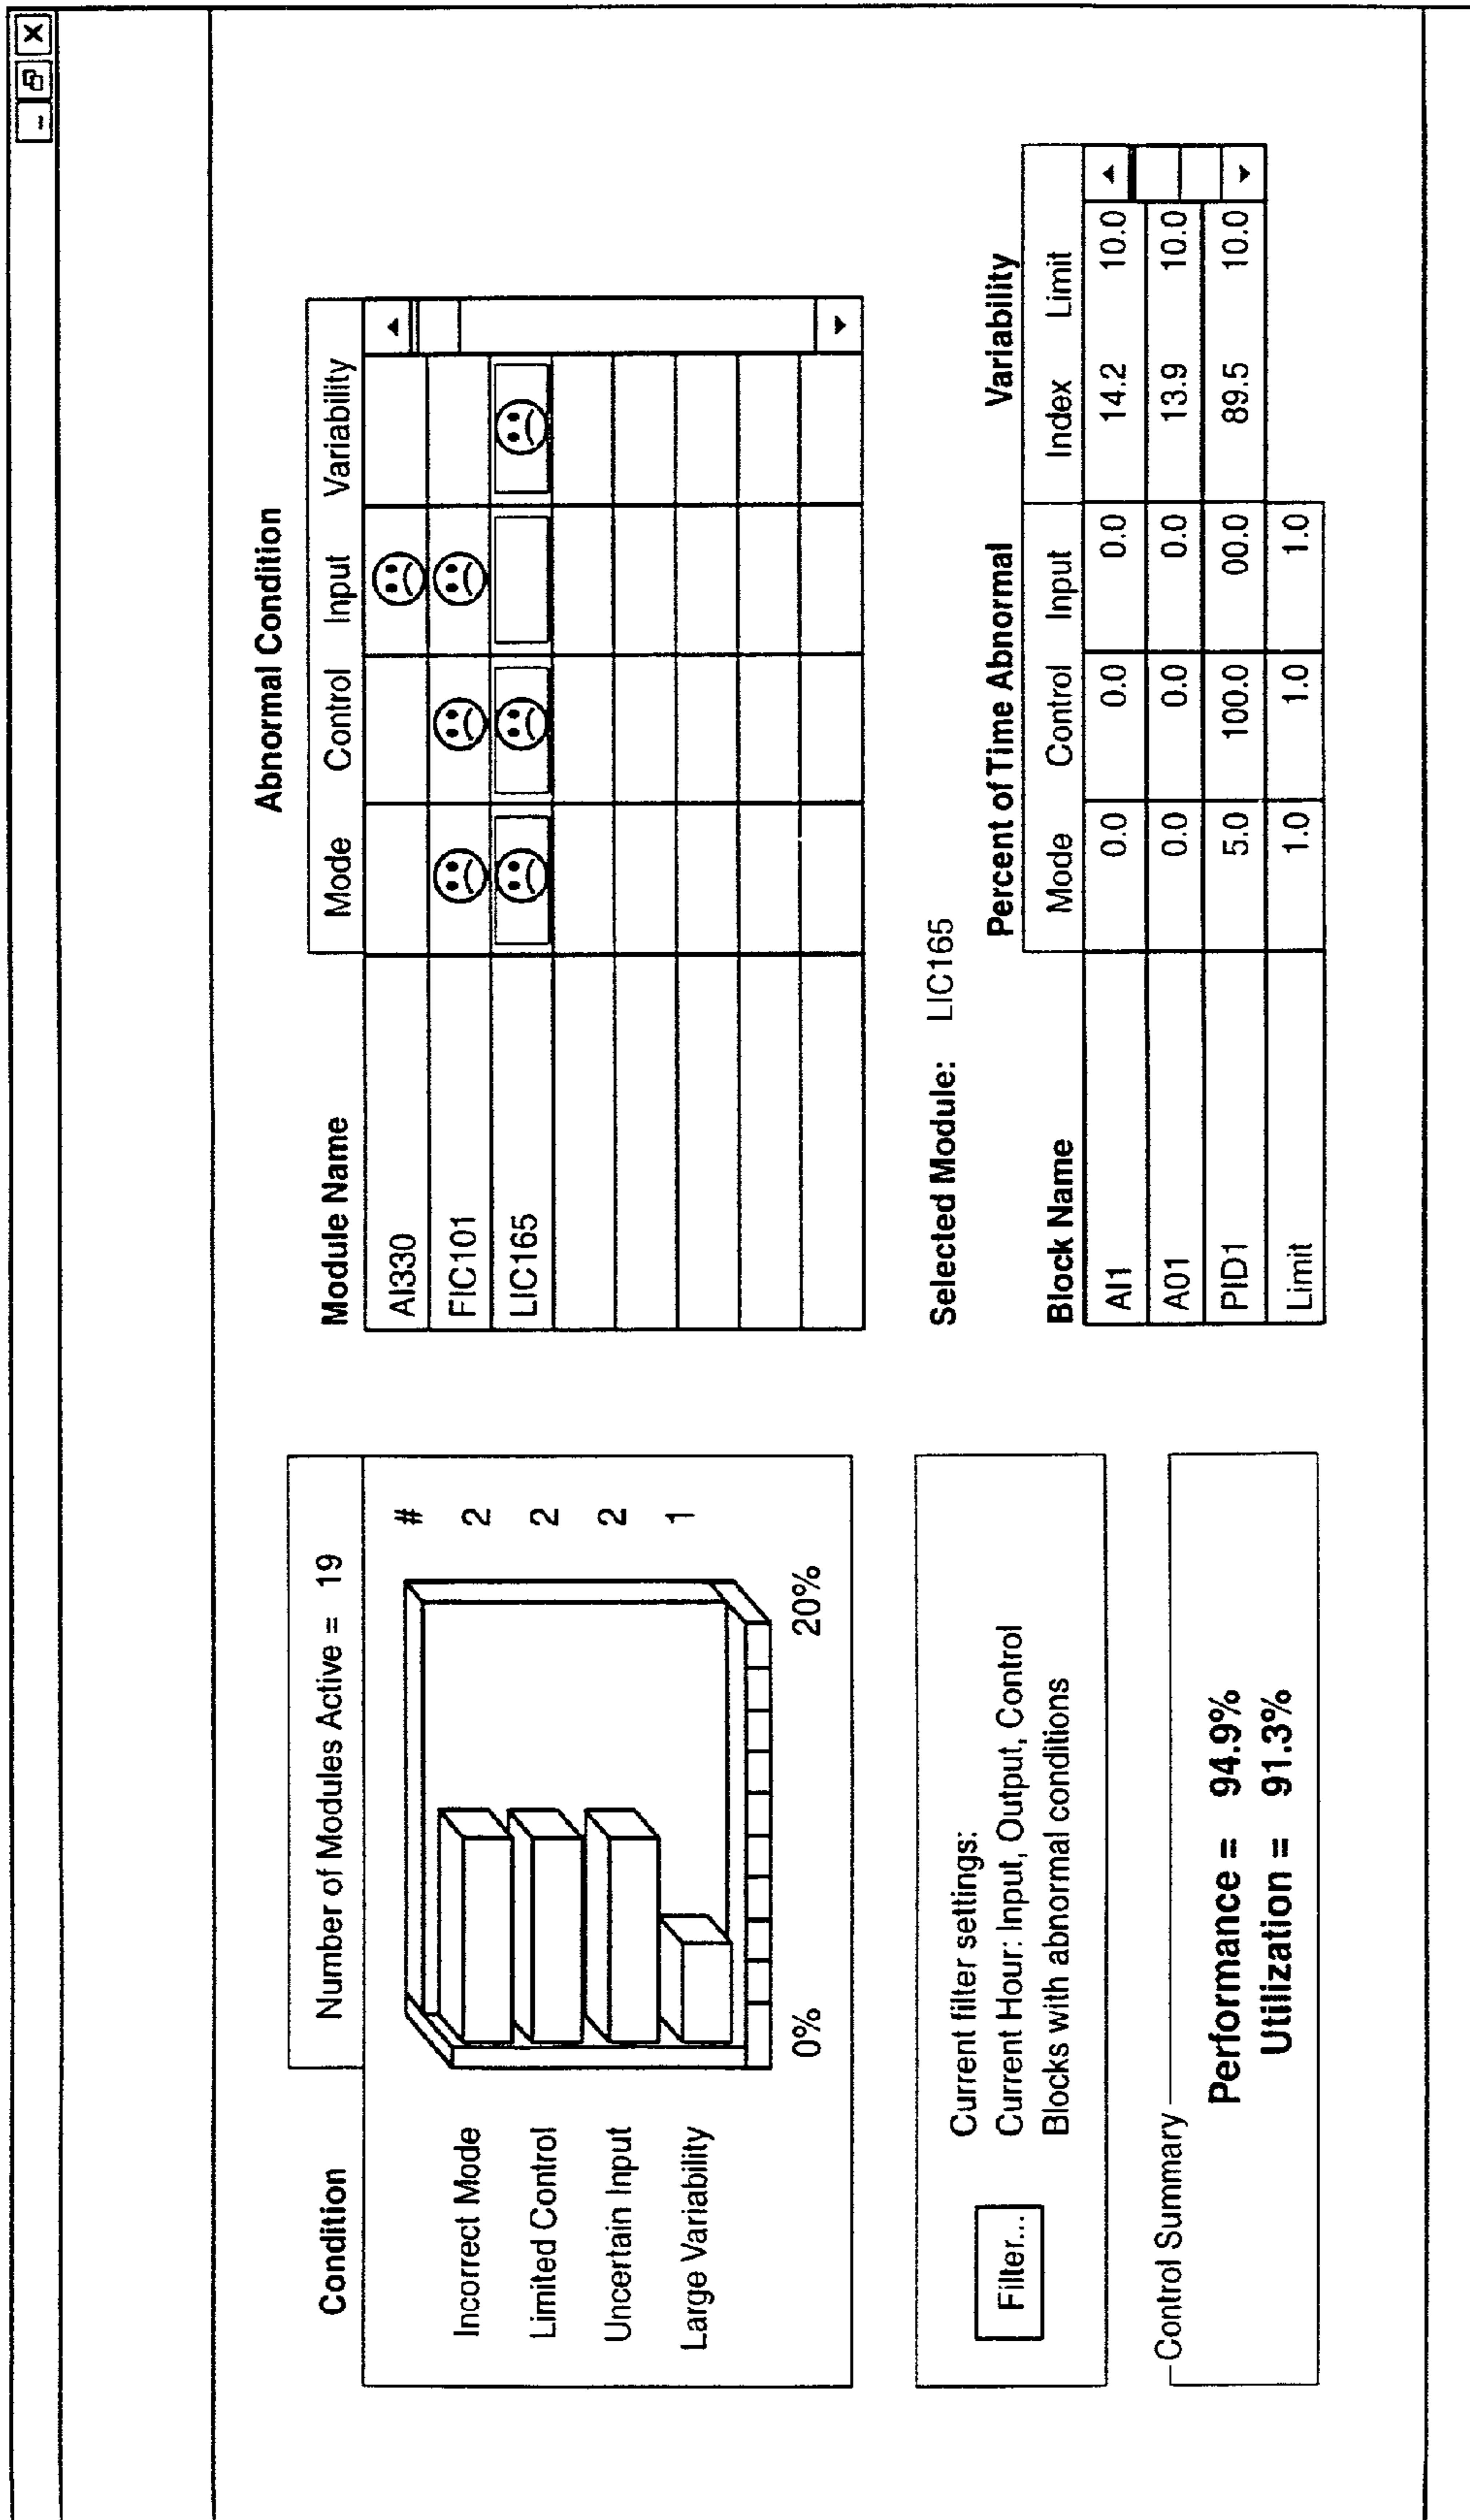 Condition
Number of Modules Active = 19
#
Incorrect Mode 2
Limited Control 2
Uncertain Input 2
Large Variability 1
0% 20%
Filter...
Current filter settings:
Current Hour: Input, Output, Control
Blocks with abnormal conditions
Control Summary
Performance = 94.9%
Utilization = 91.3%
Abnormal Condition
Module Name Mode Control Input Variability
AI330
FIC101
LIC165
Selected Module: LIC165
Percent of Time Abnormal Variability
Block Name Mode Control Input Index Limit
AI1 0.0 0.0 0.0 14.2 10.0
A01 0.0 0.0 0.0 13.9 10.0
PID1 5.0 100.0 00.0 89.5 10.0
Limit 1.0 1.0 1.0